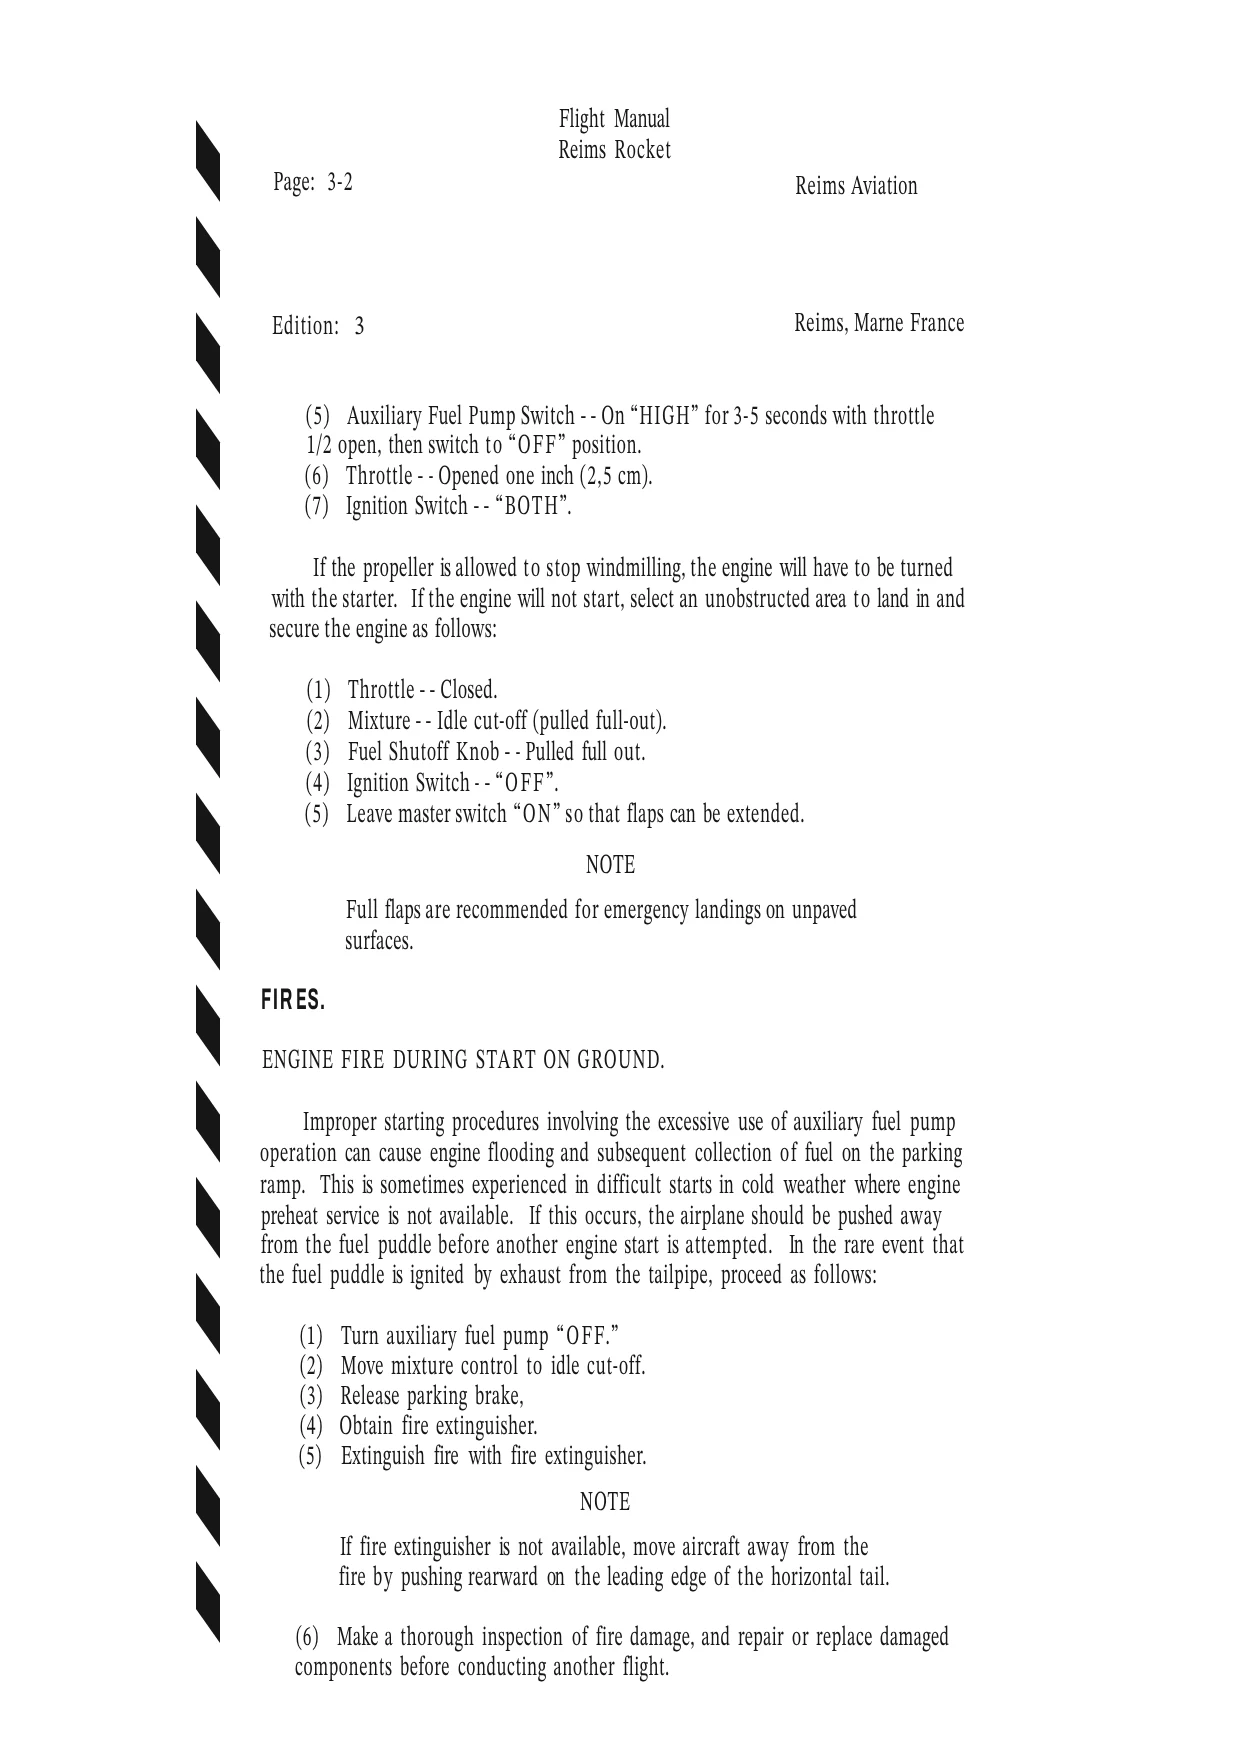 Flight Manual
Reims Rocket
Page: 3-2
Reims Aviation
Edition: 3
Reims, Marne France
(5) Auxiliary Fuel Pump Switch - - On “HIGH” for 3-5 seconds with throttle
1/2 open, then switch to “OFF” position.
(6) Throttle - - Opened one inch (2,5 cm).
(7) Ignition Switch - - “BOTH”.
If the propeller is allowed to stop windmilling, the engine will have to be turned
with the starter. If the engine will not start, select an unobstructed area to land in and
secure the engine as follows:
(1) Throttle - - Closed.
(2) Mixture - - Idle cut-off (pulled full-out).
(3) Fuel Shutoff Knob - - Pulled full out.
(4) Ignition Switch - - “OFF”.
(5) Leave master switch “ON” so that flaps can be extended.
NOTE
Full flaps are recommended for emergency landings on unpaved
surfaces.
FIRES.
ENGINE FIRE DURING START ON GROUND.
Improper starting procedures involving the excessive use of auxiliary fuel pump
operation can cause engine flooding and subsequent collection of fuel on the parking
ramp. This is sometimes experienced in difficult starts in cold weather where engine
preheat service is not available. If this occurs, the airplane should be pushed away
from the fuel puddle before another engine start is attempted. In the rare event that
the fuel puddle is ignited by exhaust from the tailpipe, proceed as follows:
(1) Turn auxiliary fuel pump “OFF.”
(2) Move mixture control to idle cut-off.
(3) Release parking brake,
(4) Obtain fire extinguisher.
(5) Extinguish fire with fire extinguisher.
NOTE
If fire extinguisher is not available, move aircraft away from the
fire by pushing rearward on the leading edge of the horizontal tail.
(6) Make a thorough inspection of fire damage, and repair or replace damaged
components before conducting another flight.